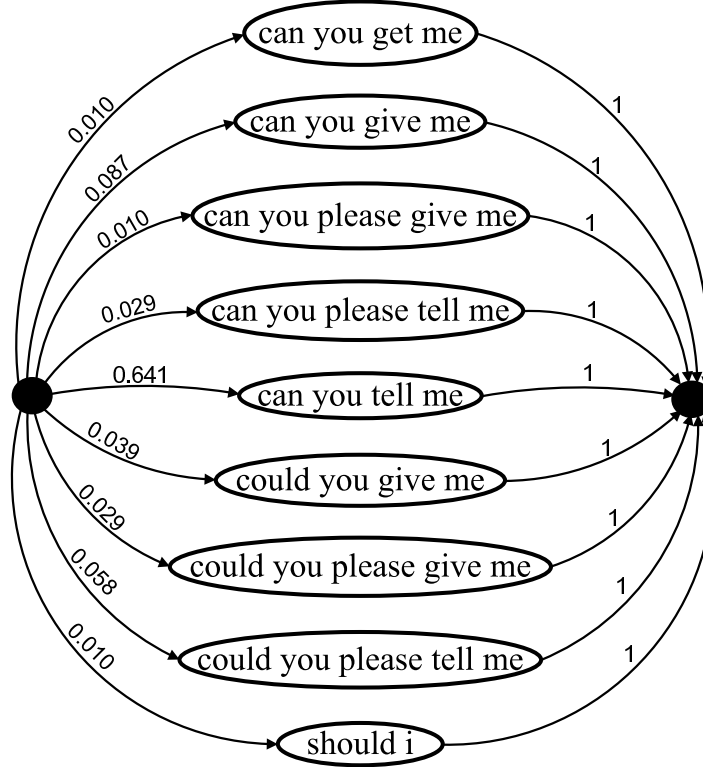 can you get me
0.010
1
can you give me
0.087
1
can you please give me
0.010
1
can you please tell me
0.029
1
can you tell me
0.641
1
could you give me
0.039
1
could you please give me
0.029
1
could you please tell me
0.058
1
should i
0.010
1